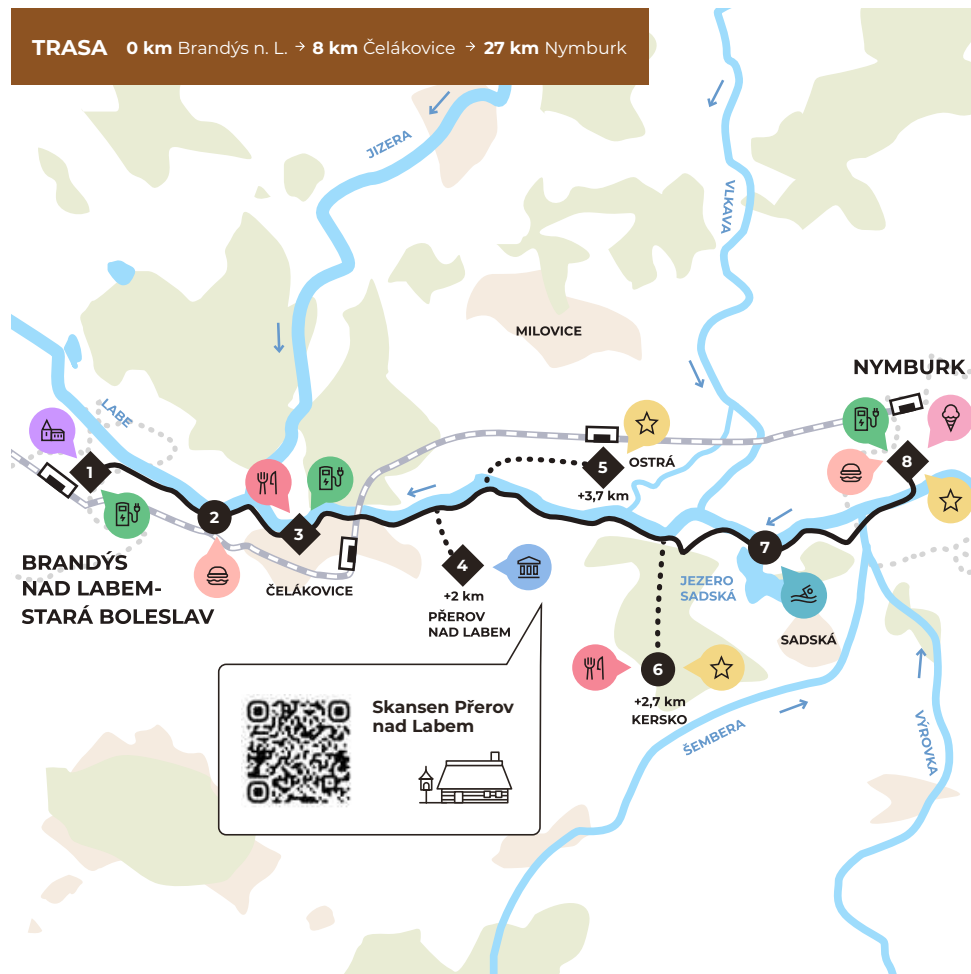 TRASA 0 km Brandýs n. L. → 8 km Čelákovice → 27 km Nymburk
JIZERA
VLKAVA
MILOVICE
NYMBURK
LABE
OSTRÁ
1
5
8
+3,7 km
2
3
7
4
BRANDÝS
NAD LABEM-
STARÁ BOLESLAV
ČELÁKOVICE
+2 km
PŘEROV
NAD LABEM
JEZERO
SADSKÁ
SADSKÁ
6
+2,7 km
KERSKO
Skansen Přerov
nad Labem
ŠEMBERA
VÝROVKA